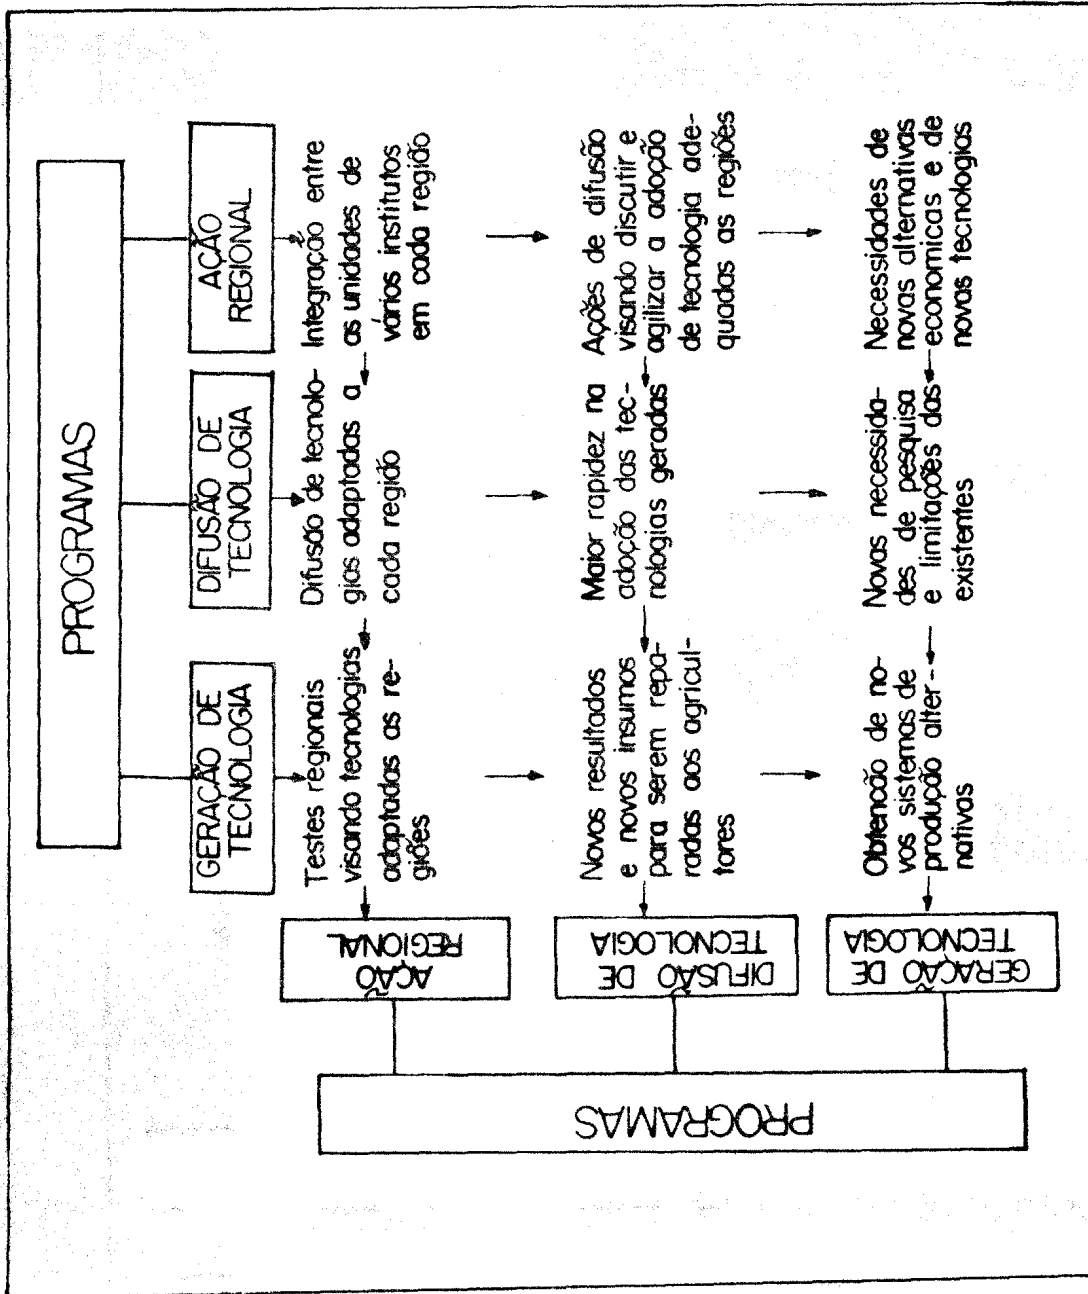 PROGRAMAS
GERAÇÃO DE
TECNOLOGIA
DIFUSÃO DE
TECNOLOGIA
AÇÃO
REGIONAL
AÇÃO
REGIONAL
Testes regionais
visando tecnologias
adaptadas as re-
giões
Difusão de tecnolo-
gias adaptadas a
cada região
Integração entre
as unidades de
vários institutos
em cada região
DIFUSÃO DE
TECNOLOGIA
Novos resultados
e novos insumos
para serem repa-
radas aos agricul-
tores
Maior rapidez na
adoção das tec-
nologias geradas
Ações de difusão
visando discutir e
agilizar a adoção
de tecnologia ade-
quadas as regiões
GERAÇÃO DE
TECNOLOGIA
Obtencão de no-
vos sistemas de
produção alter-
nativas
Novas necessida-
des de pesquisa
e limitações das
existentes
Necessidades de
novas alternativas
economicas e de
novas tecnologias
PROGRAMAS